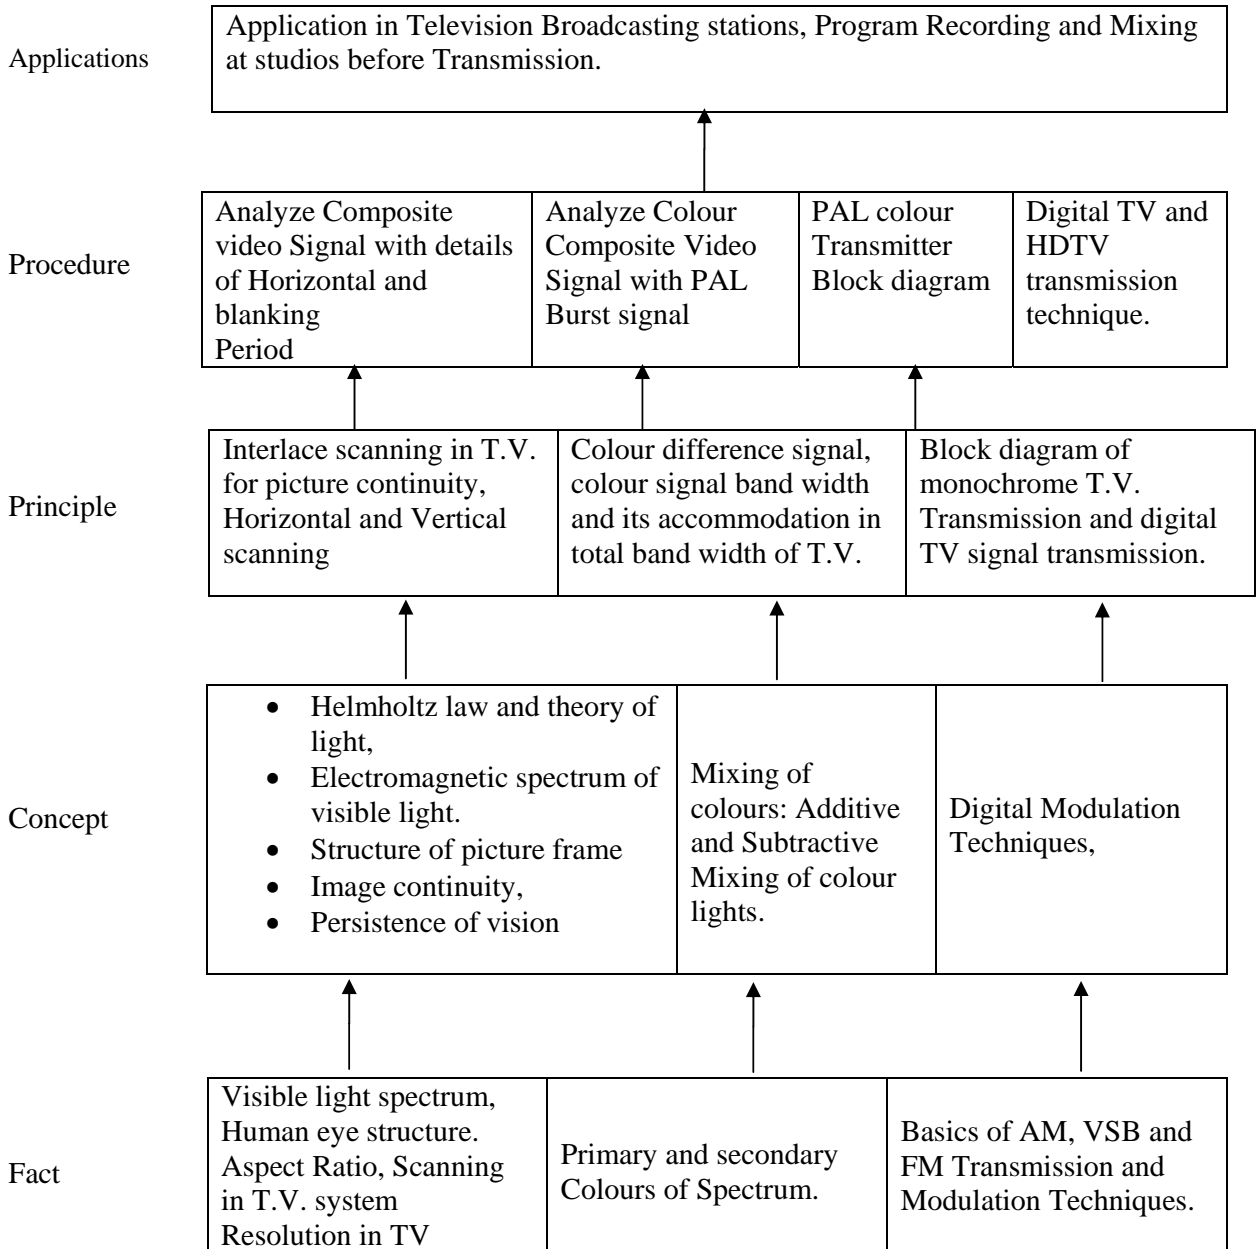 Applications
Application in Television Broadcasting stations, Program Recording and Mixing
at studios before Transmission.
Procedure
Analyze Composite
video Signal with details
of Horizontal and
blanking
Period
Analyze Colour
Composite Video
Signal with PAL
Burst signal
PAL colour
Transmitter
Block diagram
Digital TV and
HDTV
transmission
technique.
Principle
Interlace scanning in T.V.
for picture continuity,
Horizontal and Vertical
scanning
Colour difference signal,
colour signal band width
and its accommodation in
total band width of T.V.
Block diagram of
monochrome T.V.
Transmission and digital
TV signal transmission.
Concept
• Helmholtz law and theory of
light,
• Electromagnetic spectrum of
visible light.
• Structure of picture frame
• Image continuity,
• Persistence of vision
Mixing of
colours: Additive
and Subtractive
Mixing of colour
lights.
Digital Modulation
Techniques,
Fact
Visible light spectrum,
Human eye structure.
Aspect Ratio, Scanning
in T.V. system
Resolution in TV
Primary and secondary
Colours of Spectrum.
Basics of AM, VSB and
FM Transmission and
Modulation Techniques.